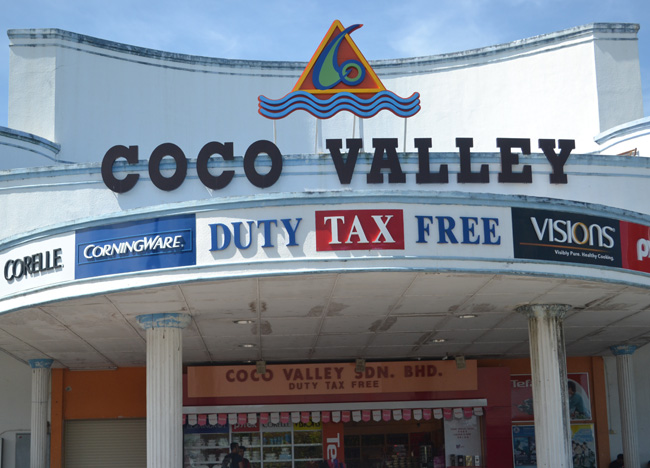 COCO VALLEY
CORELLE
CORNINGWARE
DUTY TAX FREE
VISIONS
Visibly Pure. Healthy Cooking.
COCO VALLEY SDN. BHD.
DUTY TAX FREE
Tefal